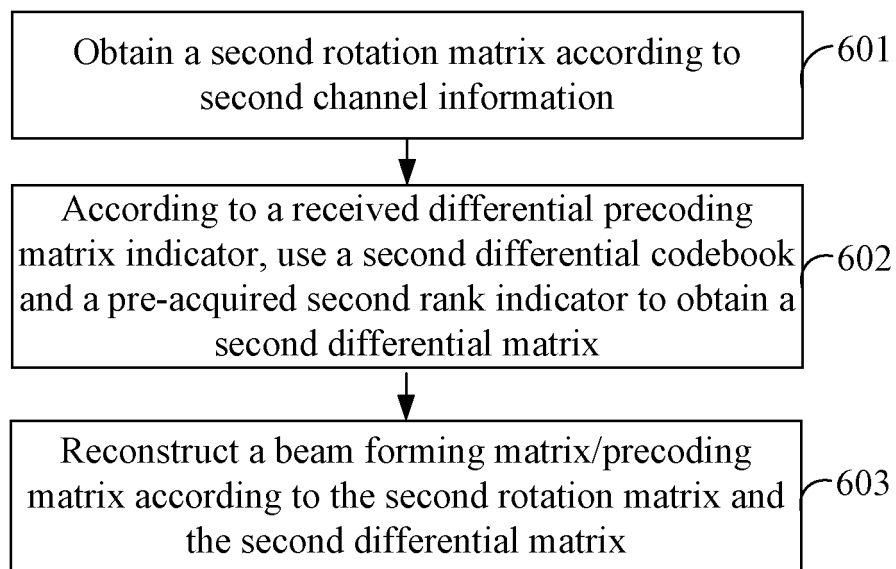 Obtain a second rotation matrix according to
second channel information
601
According to a received differential precoding
matrix indicator, use a second differential codebook
and a pre-acquired second rank indicator to obtain a
second differential matrix
602
Reconstruct a beam forming matrix/precoding
matrix according to the second rotation matrix and
the second differential matrix
603